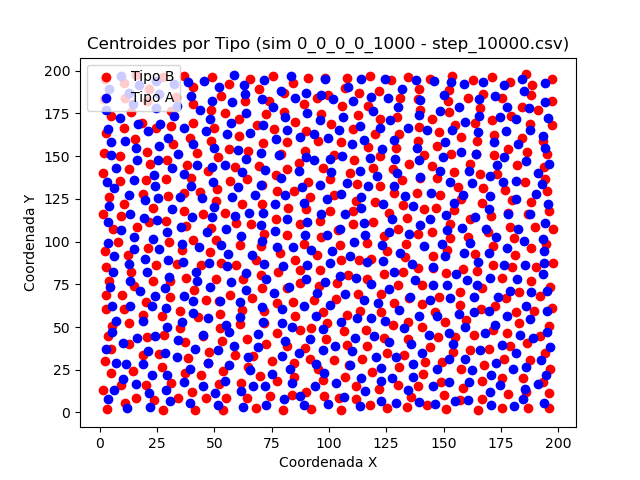 Centroides por Tipo (sim 0_0_0_0_1000 - step_10000.csv)
Tipo B
Tipo A
Coordenada Y
200
175
150
125
100
75
50
25
0
0 25 50 75 100 125 150 175 200
Coordenada X